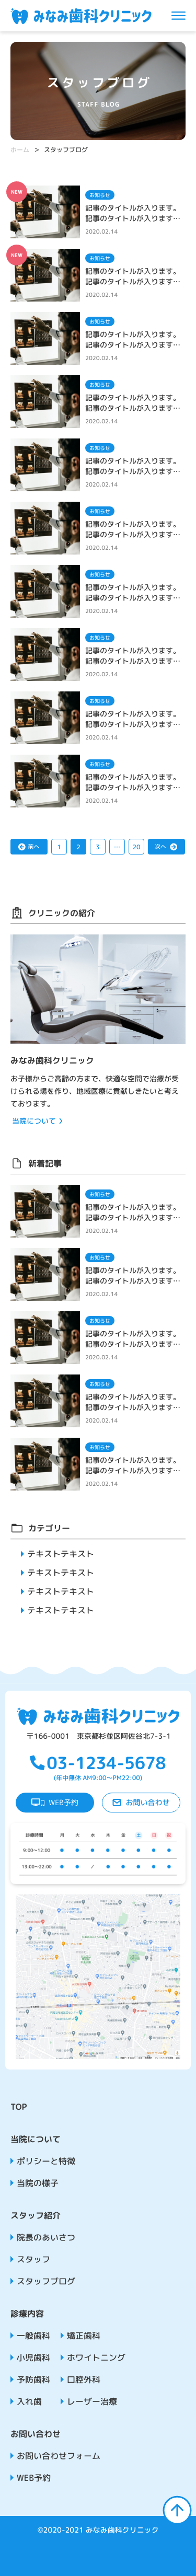 みなみ歯科クリニック
スタッフブログ
STAFF BLOG
ホーム > スタッフブログ
NEW
お知らせ
記事のタイトルが入ります。
記事のタイトルが入ります…
2020.02.14
NEW
お知らせ
記事のタイトルが入ります。
記事のタイトルが入ります…
2020.02.14
お知らせ
記事のタイトルが入ります。
記事のタイトルが入ります…
2020.02.14
お知らせ
記事のタイトルが入ります。
記事のタイトルが入ります…
2020.02.14
お知らせ
記事のタイトルが入ります。
記事のタイトルが入ります…
2020.02.14
お知らせ
記事のタイトルが入ります。
記事のタイトルが入ります…
2020.02.14
お知らせ
記事のタイトルが入ります。
記事のタイトルが入ります…
2020.02.14
お知らせ
記事のタイトルが入ります。
記事のタイトルが入ります…
2020.02.14
お知らせ
記事のタイトルが入ります。
記事のタイトルが入ります…
2020.02.14
お知らせ
記事のタイトルが入ります。
記事のタイトルが入ります…
2020.02.14
前へ 1 2 3 … 20 次へ
クリニックの紹介
みなみ歯科クリニック
お子様からご高齢の方まで、快適な空間で治療が受
けられる場を作り、地域医療に貢献しきたいと考え
ております。
当院について
新着記事
お知らせ
記事のタイトルが入ります。
記事のタイトルが入ります…
2020.02.14
お知らせ
記事のタイトルが入ります。
記事のタイトルが入ります…
2020.02.14
お知らせ
記事のタイトルが入ります。
記事のタイトルが入ります…
2020.02.14
お知らせ
記事のタイトルが入ります。
記事のタイトルが入ります…
2020.02.14
お知らせ
記事のタイトルが入ります。
記事のタイトルが入ります…
2020.02.14
カテゴリー
テキストテキスト
テキストテキスト
テキストテキスト
テキストテキスト
みなみ歯科クリニック
〒166-0001 東京都杉並区阿佐谷北7-3-1
03-1234-5678
(年中無休 AM9:00〜PM22:00)
WEB予約 お問い合わせ
診療時間 月 火 水 木 金 土 日 祝
9:00〜12:00 ● ● ● ● ● ● ● ●
15:00〜22:00 ● ● / ● ● ● ● ●
TOP
当院について
ポリシーと特徴
当院の様子
スタッフ紹介
院長のあいさつ
スタッフ
スタッフブログ
診療内容
一般歯科 矯正歯科
小児歯科 ホワイトニング
予防歯科 口腔外科
入れ歯 レーザー治療
お問い合わせ
お問い合わせフォーム
WEB予約
©2020-2021 みなみ歯科クリニック